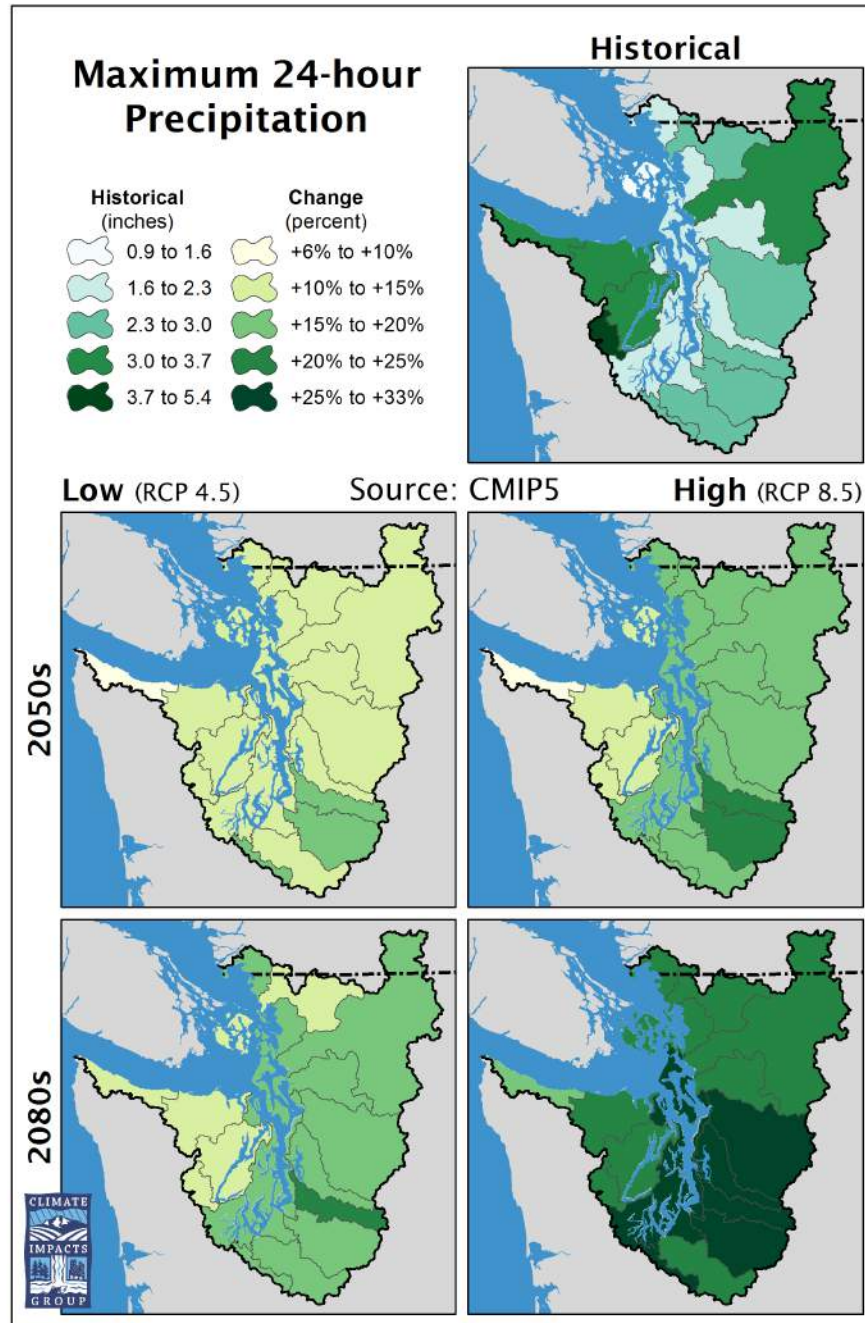 Maximum 24-hour
Precipitation
Historical
(inches)
0.9 to 1.6
1.6 to 2.3
2.3 to 3.0
3.0 to 3.7
3.7 to 5.4
Change
(percent)
+6% to +10%
+10% to +15%
+15% to +20%
+20% to +25%
+25% to +33%
Historical
Low (RCP 4.5)
Source: CMIP5
High (RCP 8.5)
2050s
2080s
CLIMATE
IMPACTS
GROUP